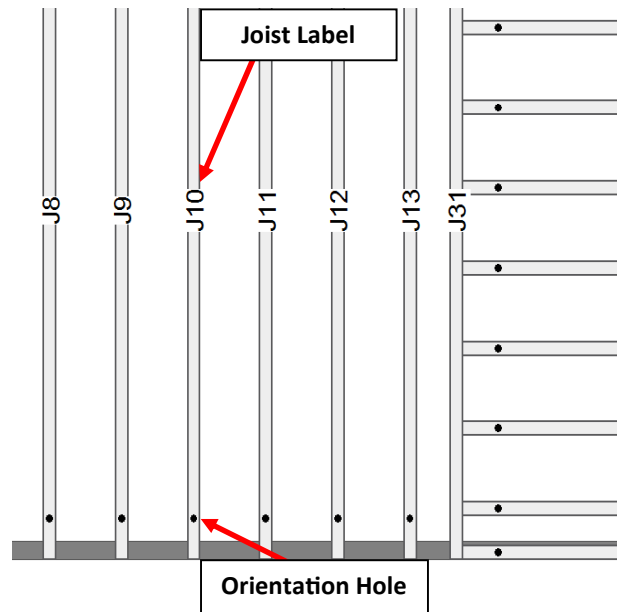 Joist Label
J8
J9
J10
J11
J12
J13
J31
Orientation Hole